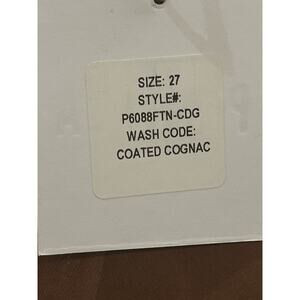 SIZE: 27
STYLE#:
P6088FTN-CDG
WASH CODE:
COATED COGNAC